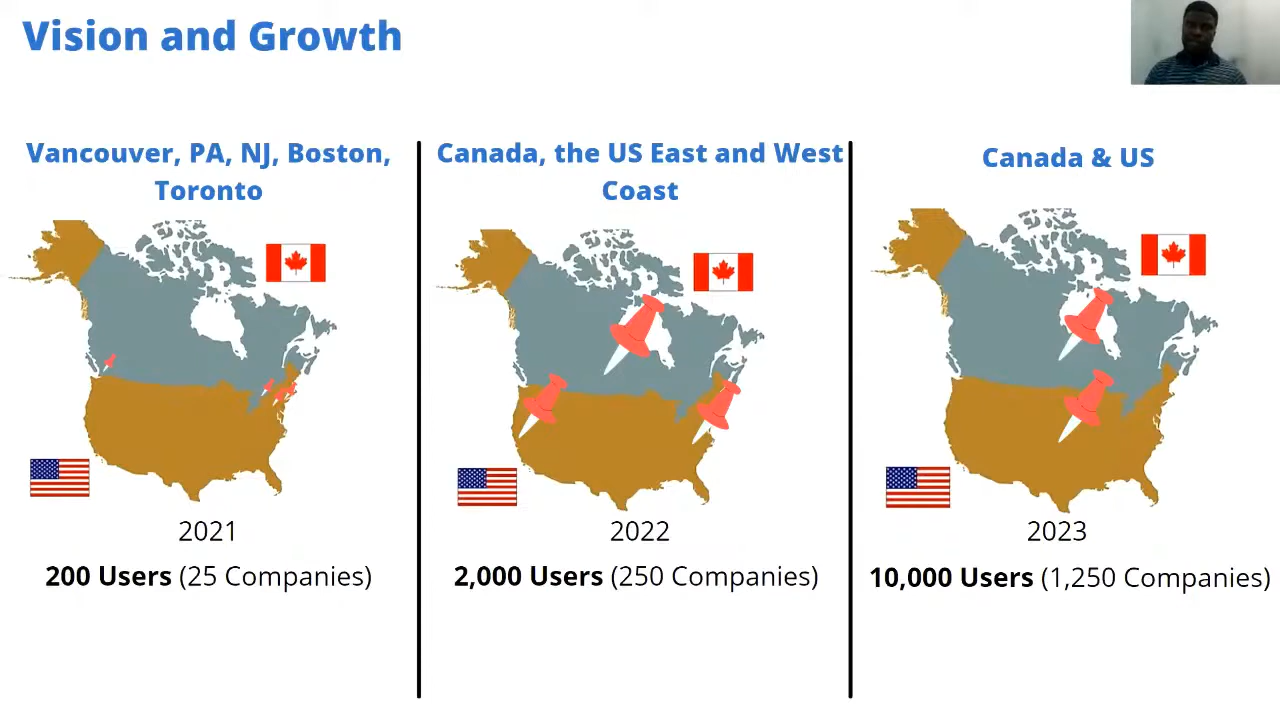 Vision and Growth
Vancouver, PA, NJ, Boston,
Toronto
2021
200 Users (25 Companies)
Canada, the US East and West
Coast
2022
2,000 Users (250 Companies)
Canada & US
2023
10,000 Users (1,250 Companies)